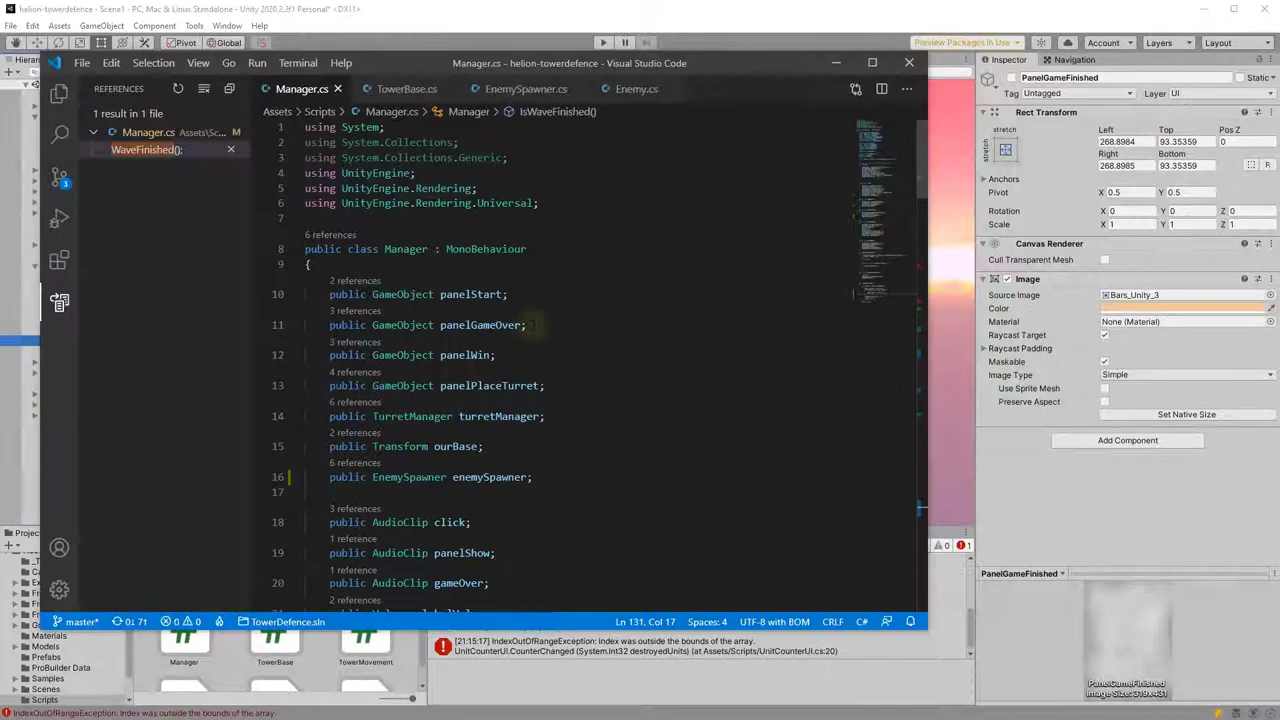 helion-towerdefence - Scene1 - PC, Mac & Linux Standalone - Unity 2020.2.2f1 Personal* <DX11>
File Edit Assets GameObject Component Tools Window Help
Pivot Global Preview Packages in Use Account Layers Layout
Hierarc
File Edit Selection View Go Run Terminal Help Manager.cs - helion-towerdefence - Visual Studio Code
REFERENCES
Manager.cs TowerBase.cs EnemySpawner.cs Enemy.cs
1 result in 1 file
Manager.cs Assets\Sc... M
WaveFinished();
3
Assets > Scripts > Manager.cs > Manager > IsWaveFinished()
1 using System;
2 using System.Collections;
3 using System.Collections.Generic;
4 using UnityEngine;
5 using UnityEngine.Rendering;
6 using UnityEngine.Rendering.Universal;
7
6 references
8 public class Manager : MonoBehaviour
9 {
2 references
10 public GameObject panelStart;
3 references
11 public GameObject panelGameOver;
3 references
12 public GameObject panelWin;
4 references
13 public GameObject panelPlaceTurret;
6 references
14 public TurretManager turretManager;
2 references
15 public Transform ourBase;
6 references
16 public EnemySpawner enemySpawner;
17
3 references
18 public AudioClip click;
1 reference
19 public AudioClip panelShow;
1 reference
20 public AudioClip gameOver;
2 references
master* 0↓ 7↑ 0 0 TowerDefence.sln Ln 131, Col 17 Spaces: 4 UTF-8 with BOM CRLF C#
Inspector Navigation
PanelGameFinished Static
Tag Untagged Layer UI
Rect Transform
stretch Left Top Pos Z
268.8984 93.35359 0
stretch Right Bottom
268.8985 93.35359 R
Anchors
Pivot X 0.5 Y 0.5
Rotation X 0 Y 0 Z 0
Scale X 1 Y 1 Z 1
Canvas Renderer
Cull Transparent Mesh
Image
Source Image Bars_Unity_3
Color
Material None (Material)
Raycast Target
Raycast Padding
Maskable
Image Type Simple
Use Sprite Mesh
Preserve Aspect
Set Native Size
Add Component
Project
0 1
Materials
Models
Prefabs
ProBuilder Data
Samples
Scenes
Scripts
Manager TowerBase TowerMovement
[21:15:17] IndexOutOfRangeException: Index was outside the bounds of the array.
UnitCounterUI.CounterChanged (System.Int32 destroyedUnits) (at Assets/Scripts/UnitCounterUI.cs:20)
PanelGameFinished
PanelGameFinished
Image Size: 319x431
IndexOutOfRangeException: Index was outside the bounds of the array.